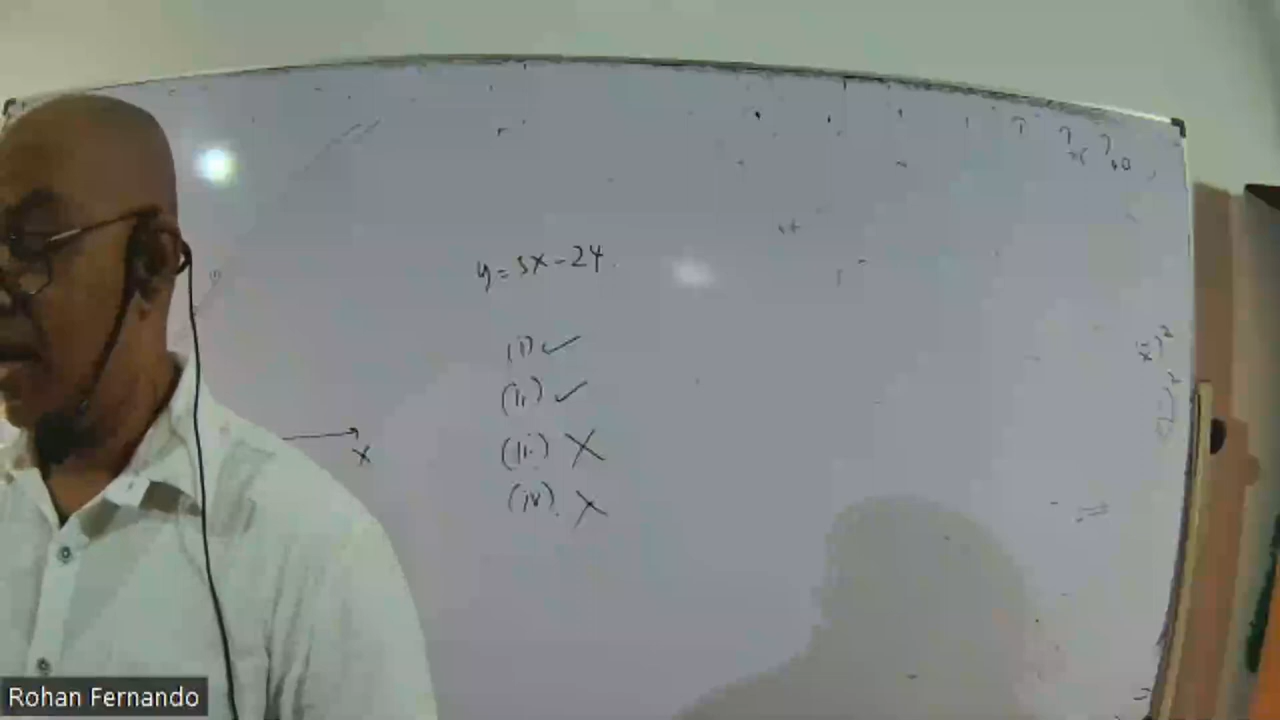 y = 5x - 24
(i) ✓
(ii) ✓
(iii) X
(iv) X
x
Rohan Fernando